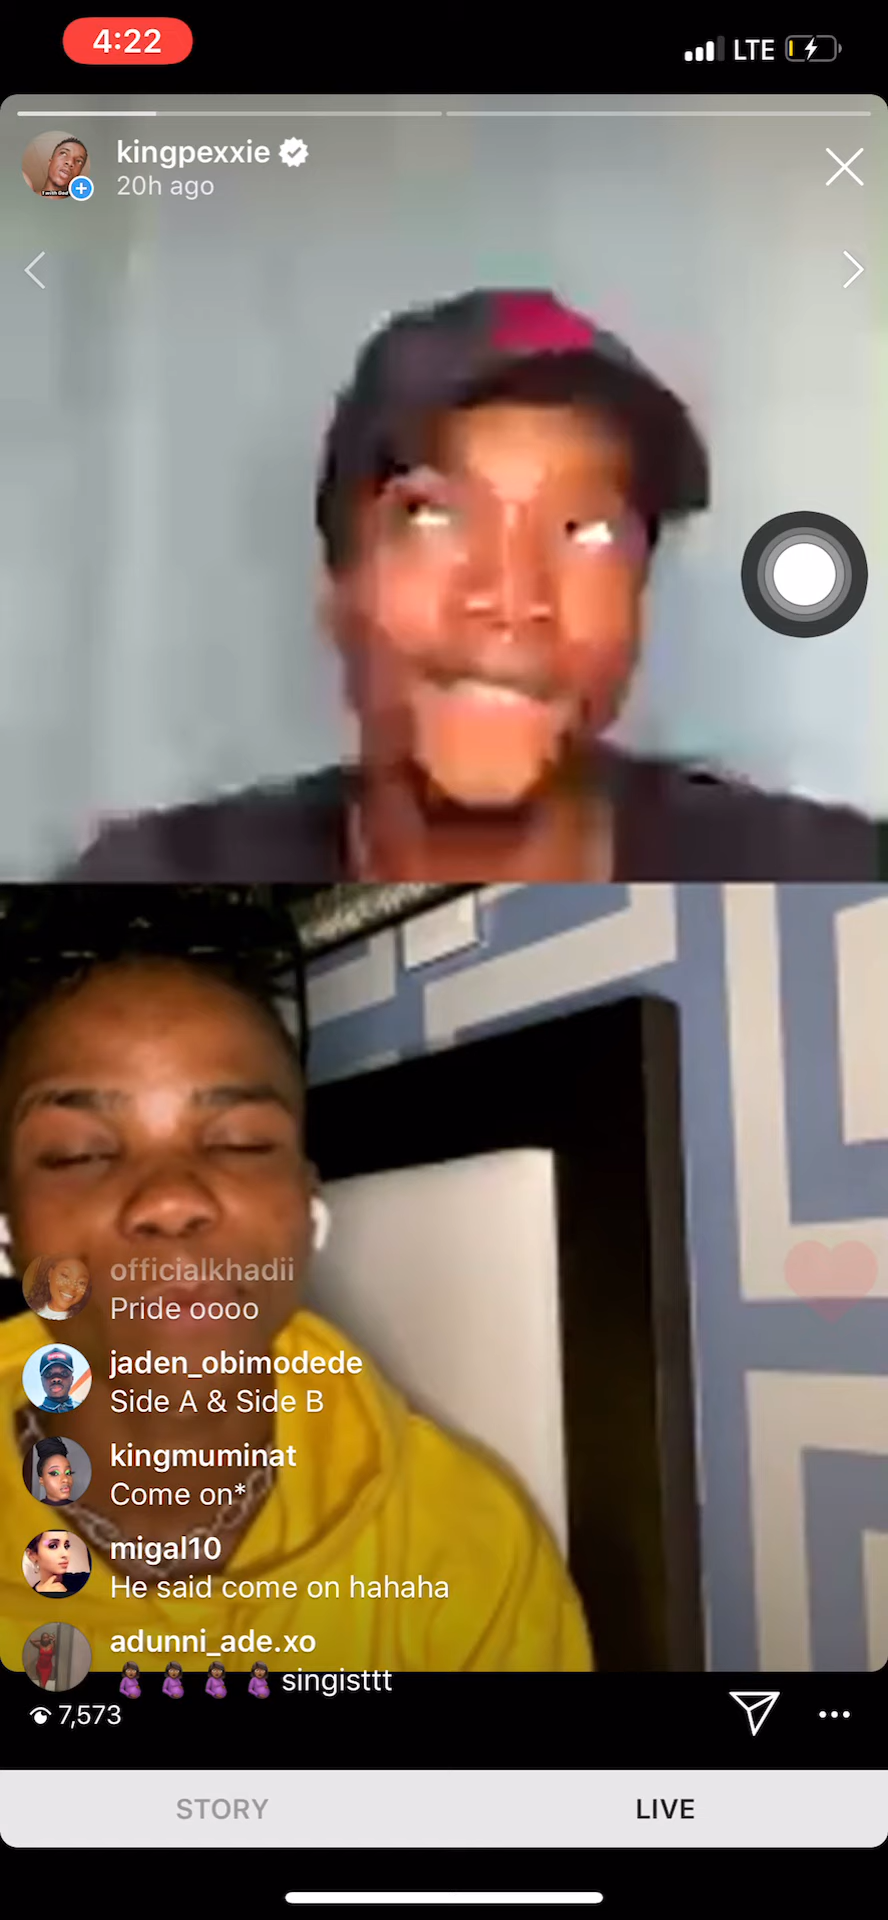 4:22
LTE
kingpexxie
20h ago
officialkhadii
Pride oooo
jaden_obimodede
Side A & Side B
kingmuminat
Come on*
migal10
He said come on hahaha
adunni_ade.xo
🤰🏾🤰🏾🤰🏾🤰🏾 singisttt
7,573
STORY
LIVE